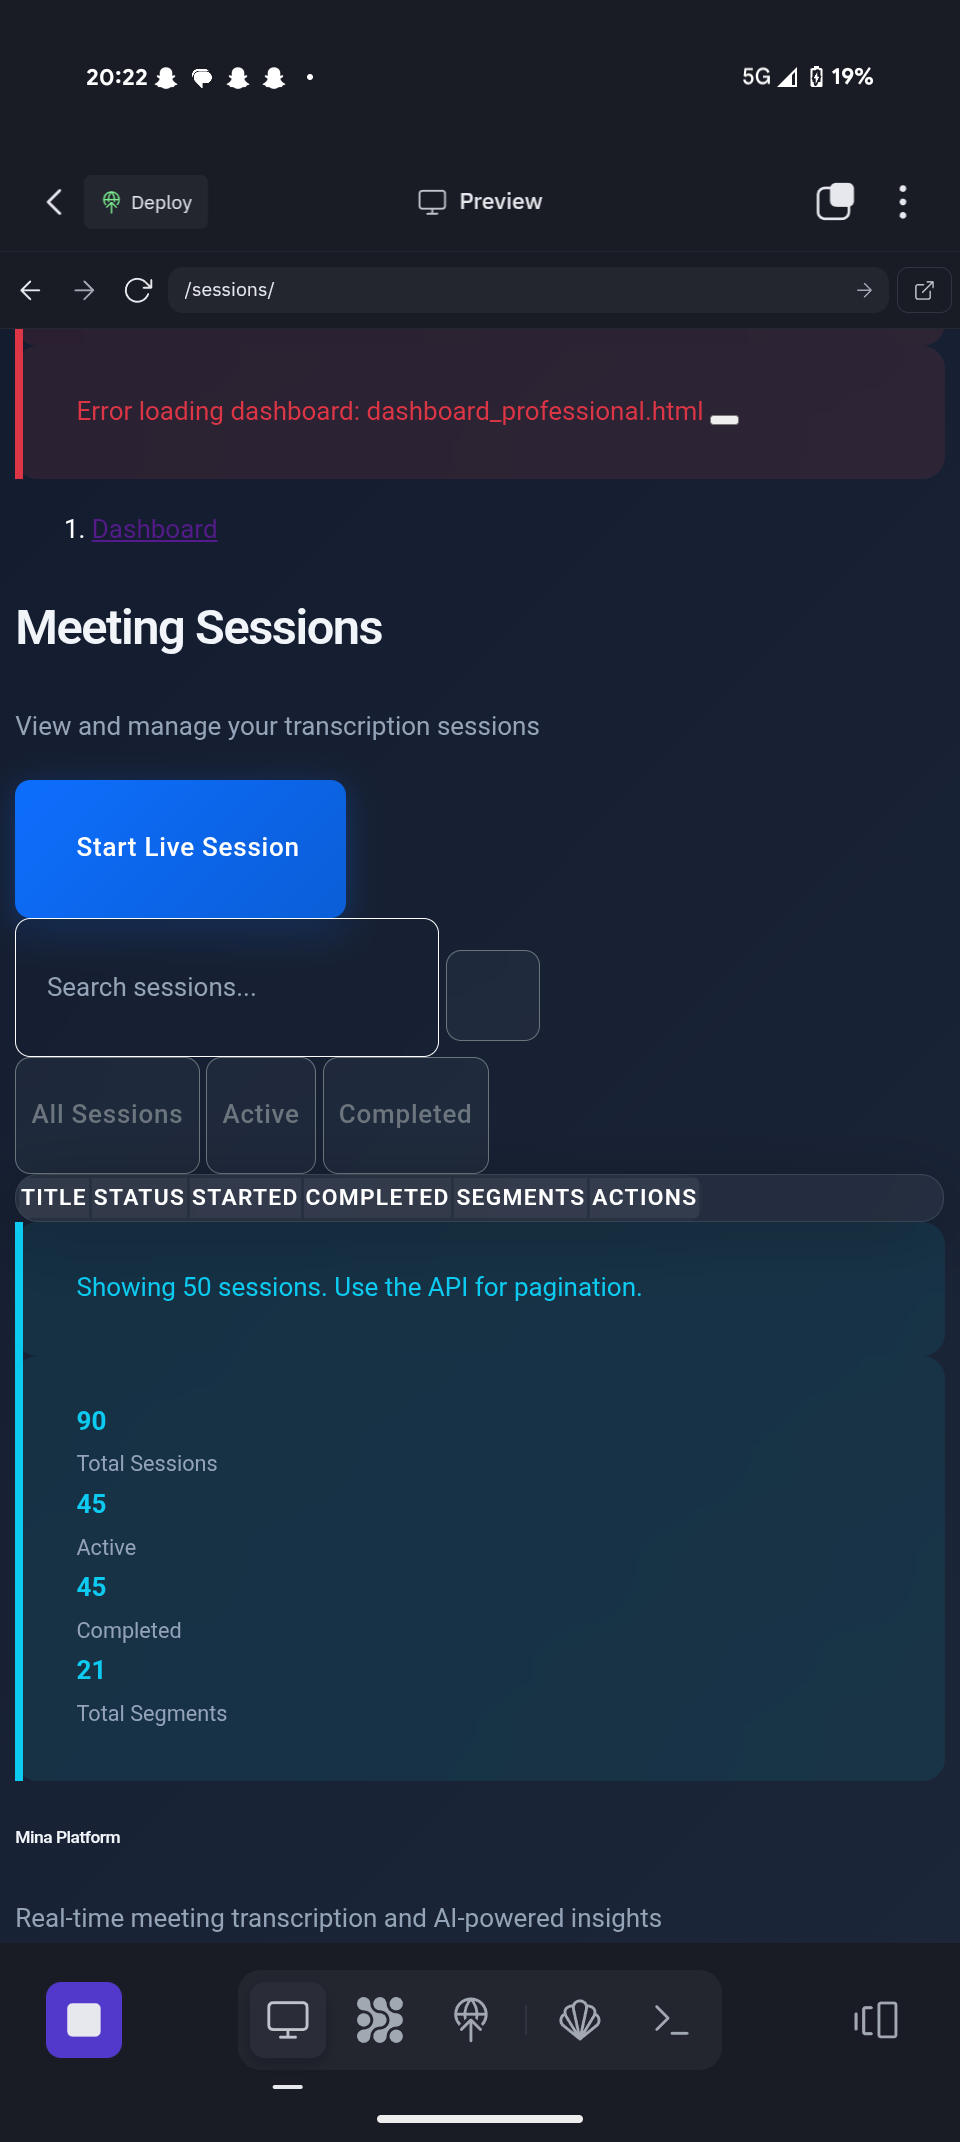 20:22
5G 19%
Deploy
Preview
/sessions/
Error loading dashboard: dashboard_professional.html
1. Dashboard
Meeting Sessions
View and manage your transcription sessions
Start Live Session
Search sessions...
All Sessions Active Completed
TITLE STATUS STARTED COMPLETED SEGMENTS ACTIONS
Showing 50 sessions. Use the API for pagination.
90
Total Sessions
45
Active
45
Completed
21
Total Segments
Mina Platform
Real-time meeting transcription and AI-powered insights